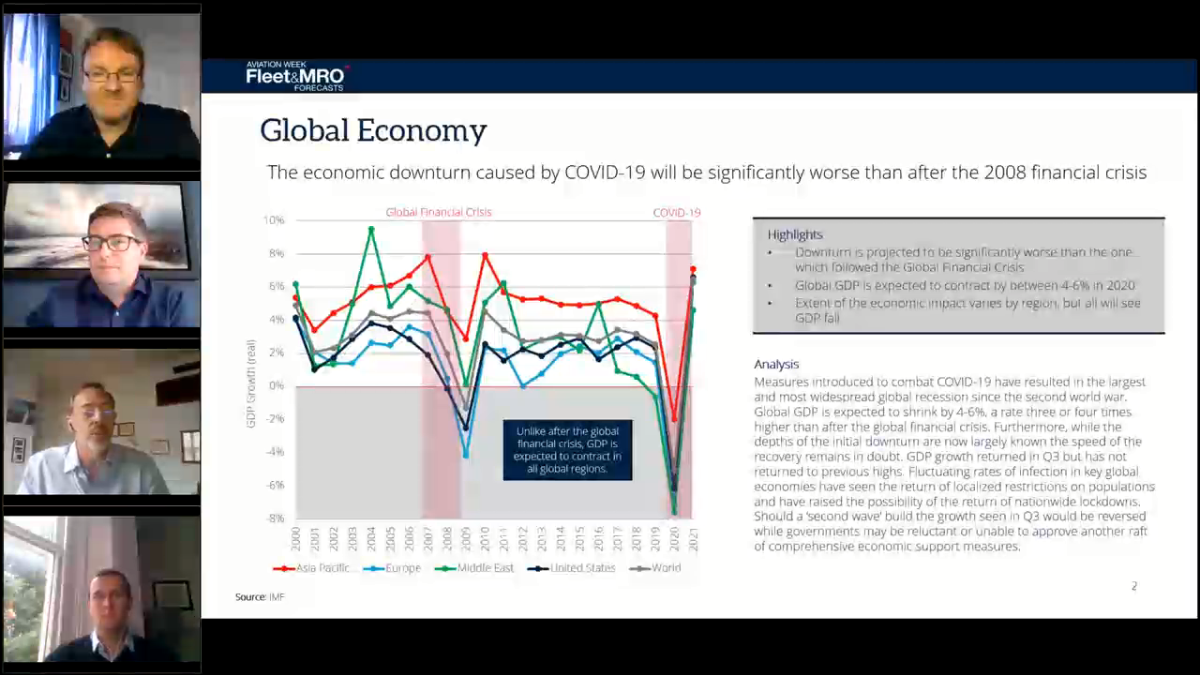 AVIATION WEEK
Fleet&MRO
FORECASTS
Global Economy
The economic downturn caused by COVID-19 will be significantly worse than after the 2008 financial crisis
Global Financial Crisis
COVID-19
10%
8%
6%
4%
2%
0%
-2%
-4%
-6%
-8%
GDP Growth (real)
Unlike after the global
financial crisis, GDP is
expected to contract in
all global regions.
2000 2001 2002 2003 2004 2005 2006 2007 2008 2009 2010 2011 2012 2013 2014 2015 2016 2017 2018 2019 2020 2021
Asia Pacific... Europe Middle East United States World
Source: IMF
Highlights
• Downturn is projected to be significantly worse than the one
which followed the Global Financial Crisis
• Global GDP is expected to contract by between 4-6% in 2020
• Extent of the economic impact varies by region, but all will see
GDP fall
Analysis
Measures introduced to combat COVID-19 have resulted in the largest
and most widespread global recession since the second world war.
Global GDP is expected to shrink by 4-6%, a rate three or four times
higher than after the global financial crisis. Furthermore, while the
depths of the initial downturn are now largely known the speed of the
recovery remains in doubt. GDP growth returned in Q3 but has not
returned to previous highs. Fluctuating rates of infection in key global
economies have seen the return of localized restrictions on populations
and have raised the possibility of the return of nationwide lockdowns.
Should a 'second wave' build the growth seen in Q3 would be reversed
while governments may be reluctant or unable to approve another raft
of comprehensive economic support measures.
2